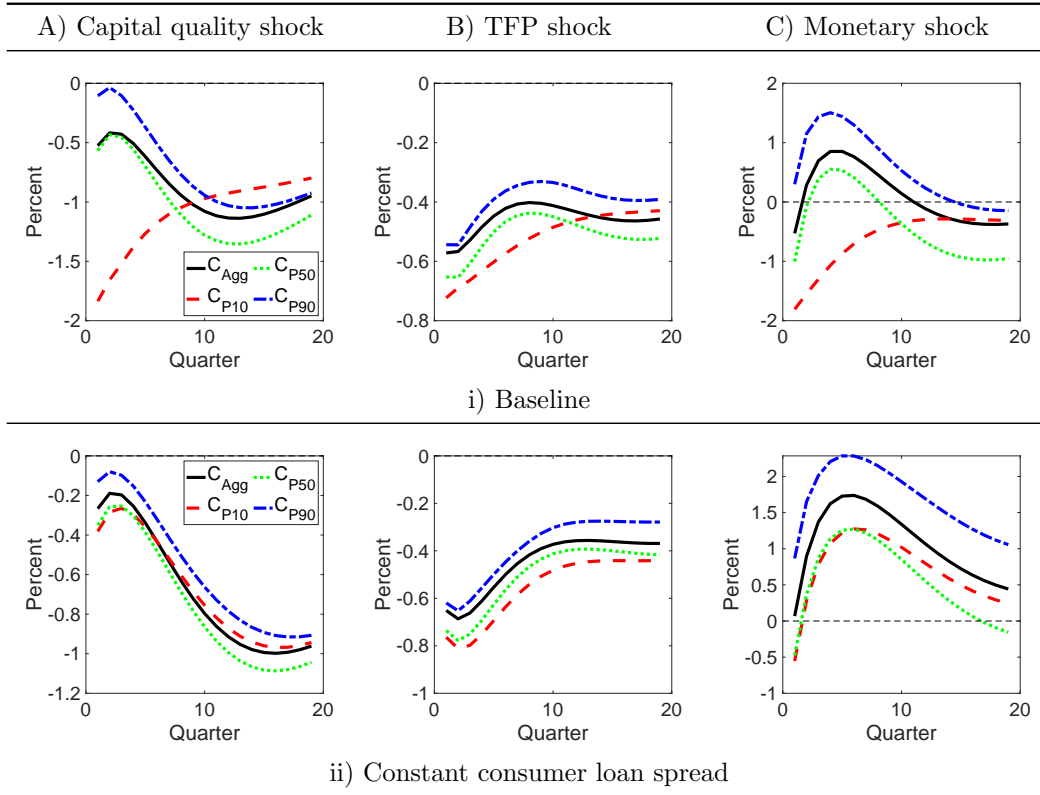 A) Capital quality shock
B) TFP shock
C) Monetary shock
Percent
0
-0.5
-1
-1.5
-2
C_Agg C_P50
C_P10 C_P90
0 10 20
Quarter
Percent
0
-0.2
-0.4
-0.6
-0.8
0 10 20
Quarter
Percent
2
1
0
-1
-2
0 10 20
Quarter
i) Baseline
Percent
0
-0.2
-0.4
-0.6
-0.8
-1
-1.2
C_Agg C_P50
C_P10 C_P90
0 10 20
Quarter
Percent
0
-0.2
-0.4
-0.6
-0.8
-1
0 10 20
Quarter
Percent
2
1.5
1
0.5
0
-0.5
-1
0 10 20
Quarter
ii) Constant consumer loan spread